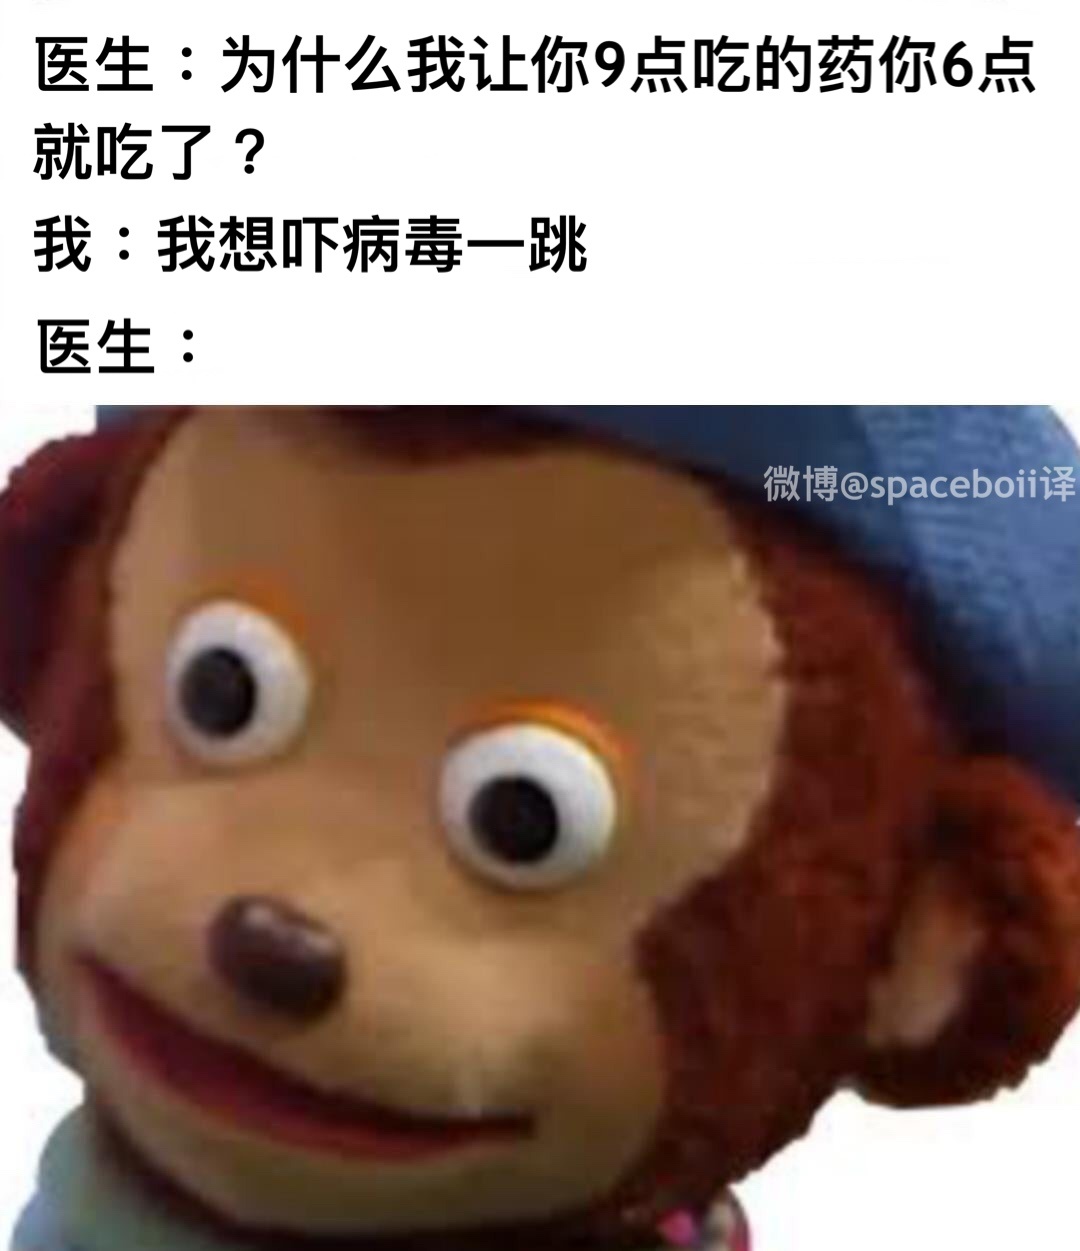 医生：为什么我让你9点吃的药你6点
就吃了？
我：我想吓病毒一跳
医生：
微博@spaceboii译